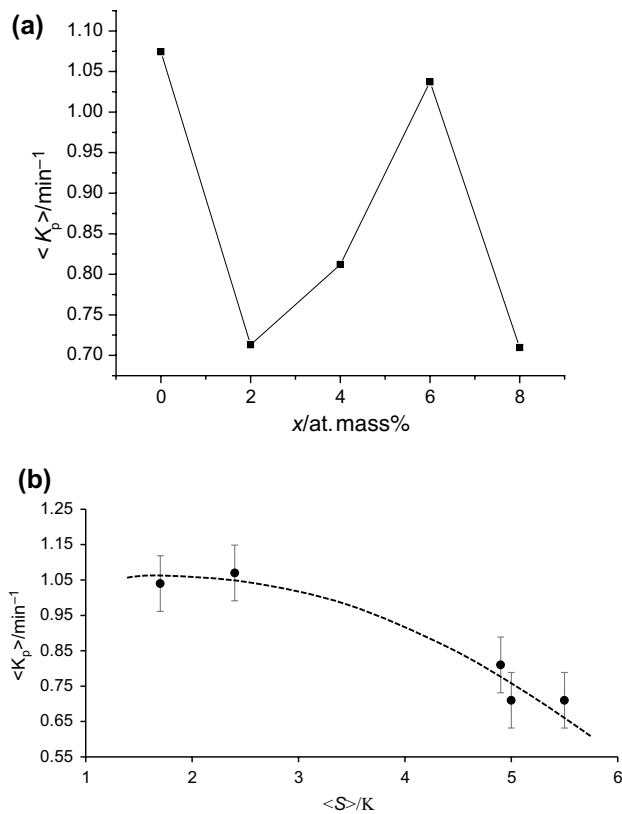 (a)
1.10
1.05
1.00
0.95
0.90
0.85
0.80
0.75
0.70
< Kp>/min–1
0 2 4 6 8
x/at. mass%
(b)
1.25
1.15
1.05
0.95
0.85
0.75
0.65
0.55
<Kp>/min–1
1 2 3 4 5 6
<S>/K